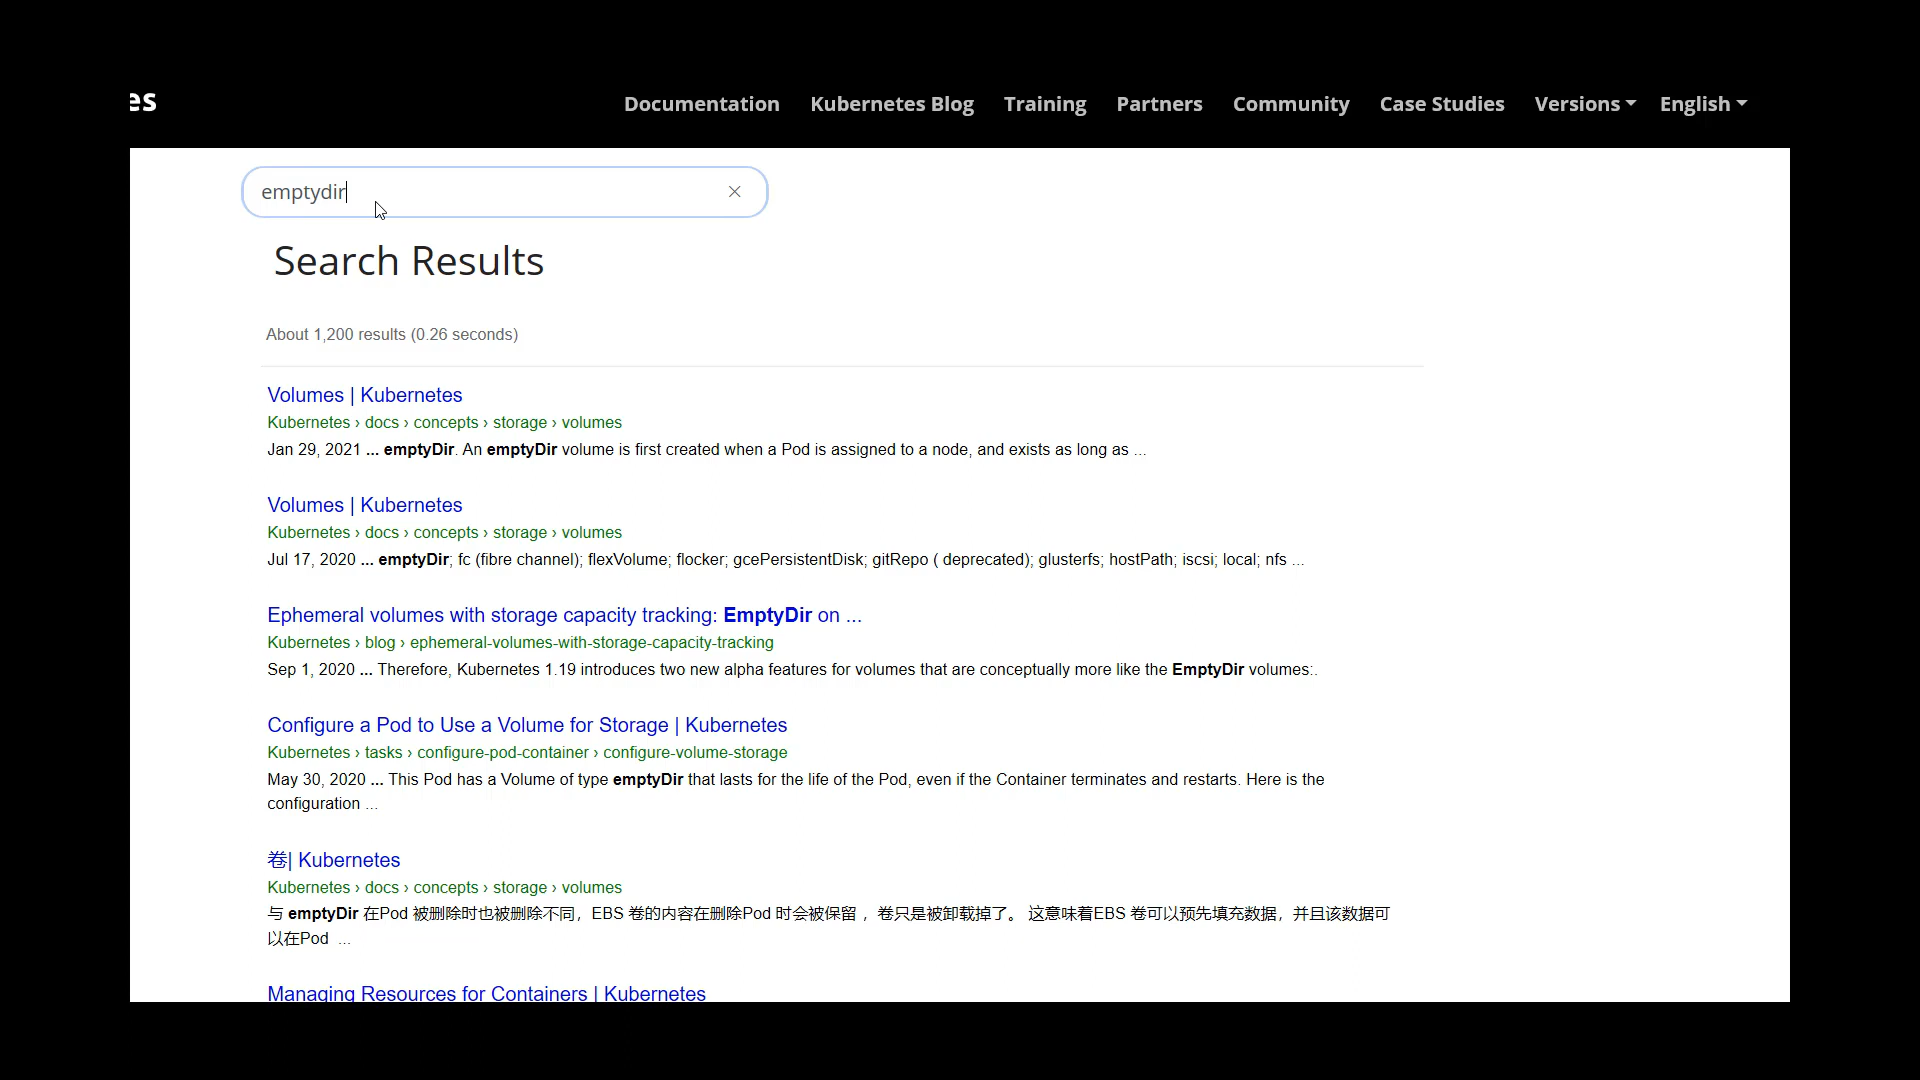 es
Documentation Kubernetes Blog Training Partners Community Case Studies Versions English
emptydir
Search Results
About 1,200 results (0.26 seconds)
Volumes | Kubernetes
Kubernetes › docs › concepts › storage › volumes
Jan 29, 2021 ... emptyDir. An emptyDir volume is first created when a Pod is assigned to a node, and exists as long as ...
Volumes | Kubernetes
Kubernetes › docs › concepts › storage › volumes
Jul 17, 2020 ... emptyDir; fc (fibre channel); flexVolume; flocker; gcePersistentDisk; gitRepo ( deprecated); glusterfs; hostPath; iscsi; local; nfs ...
Ephemeral volumes with storage capacity tracking: EmptyDir on ...
Kubernetes › blog › ephemeral-volumes-with-storage-capacity-tracking
Sep 1, 2020 ... Therefore, Kubernetes 1.19 introduces two new alpha features for volumes that are conceptually more like the EmptyDir volumes:.
Configure a Pod to Use a Volume for Storage | Kubernetes
Kubernetes › tasks › configure-pod-container › configure-volume-storage
May 30, 2020 ... This Pod has a Volume of type emptyDir that lasts for the life of the Pod, even if the Container terminates and restarts. Here is the
configuration ...
卷| Kubernetes
Kubernetes › docs › concepts › storage › volumes
与 emptyDir 在Pod 被删除时也被删除不同，EBS 卷的内容在删除Pod 时会被保留 ，卷只是被卸载掉了。 这意味着EBS 卷可以预先填充数据，并且该数据可
以在Pod ...
Managing Resources for Containers | Kubernetes